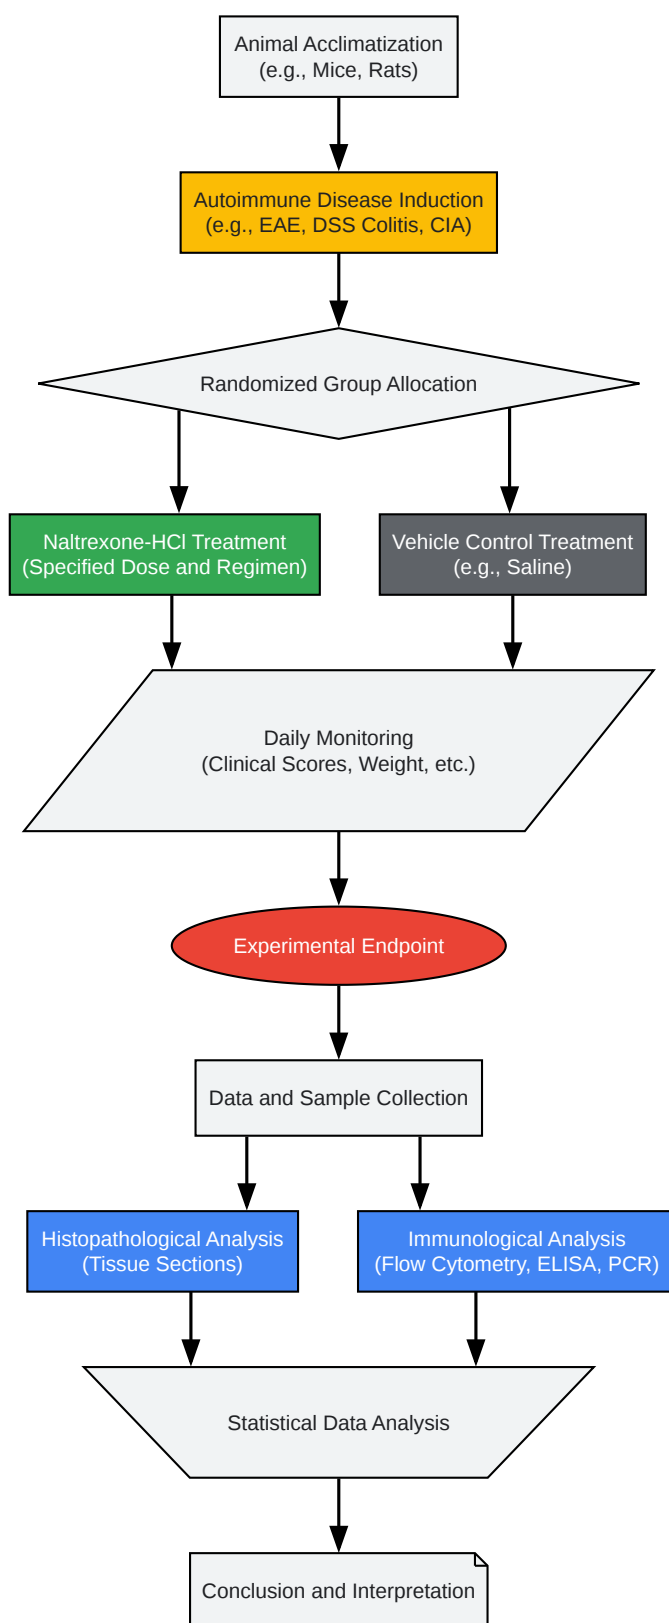 Animal Acclimatization
(e.g., Mice, Rats)
Autoimmune Disease Induction
(e.g., EAE, DSS Colitis, CIA)
Randomized Group Allocation
Naltrexone-HCl Treatment
(Specified Dose and Regimen)
Vehicle Control Treatment
(e.g., Saline)
Daily Monitoring
(Clinical Scores, Weight, etc.)
Experimental Endpoint
Data and Sample Collection
Histopathological Analysis
(Tissue Sections)
Immunological Analysis
(Flow Cytometry, ELISA, PCR)
Statistical Data Analysis
Conclusion and Interpretation